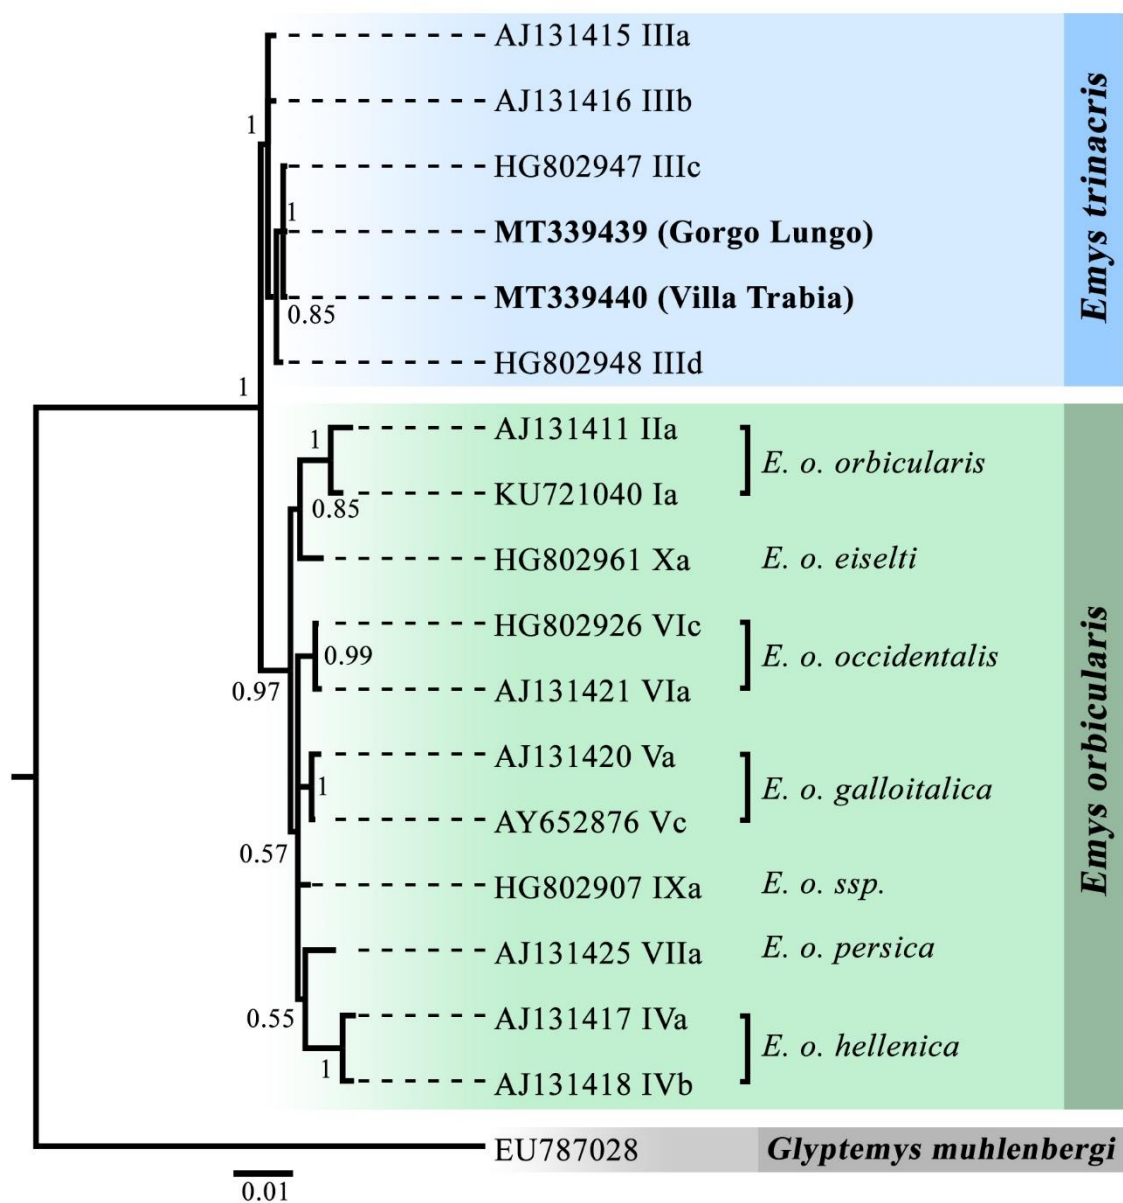 AJ131415 IIIa
1
AJ131416 IIIb
HG802947 IIIc
1
MT339439 (Gorgo Lungo)
MT339440 (Villa Trabia)
0.85
HG802948 IIId
Emys trinacris
1
AJ131411 IIa
1
E. o. orbicularis
KU721040 Ia
0.85
HG802961 Xa
E. o. eiselti
HG802926 VIc
0.99
E. o. occidentalis
AJ131421 VIa
0.97
AJ131420 Va
1
E. o. galloitalica
AY652876 Vc
0.57
HG802907 IXa
E. o. ssp.
AJ131425 VIIa
E. o. persica
0.55
AJ131417 IVa
E. o. hellenica
1
AJ131418 IVb
Emys orbicularis
EU787028
Glyptemys muhlenbergi
0.01